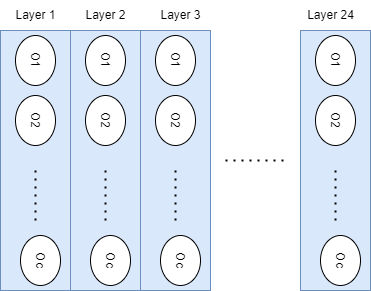 Layer 1 Layer 2 Layer 3 Layer 24
O1 O1 O1 O1
O2 O2 O2 O2
Oc Oc Oc Oc